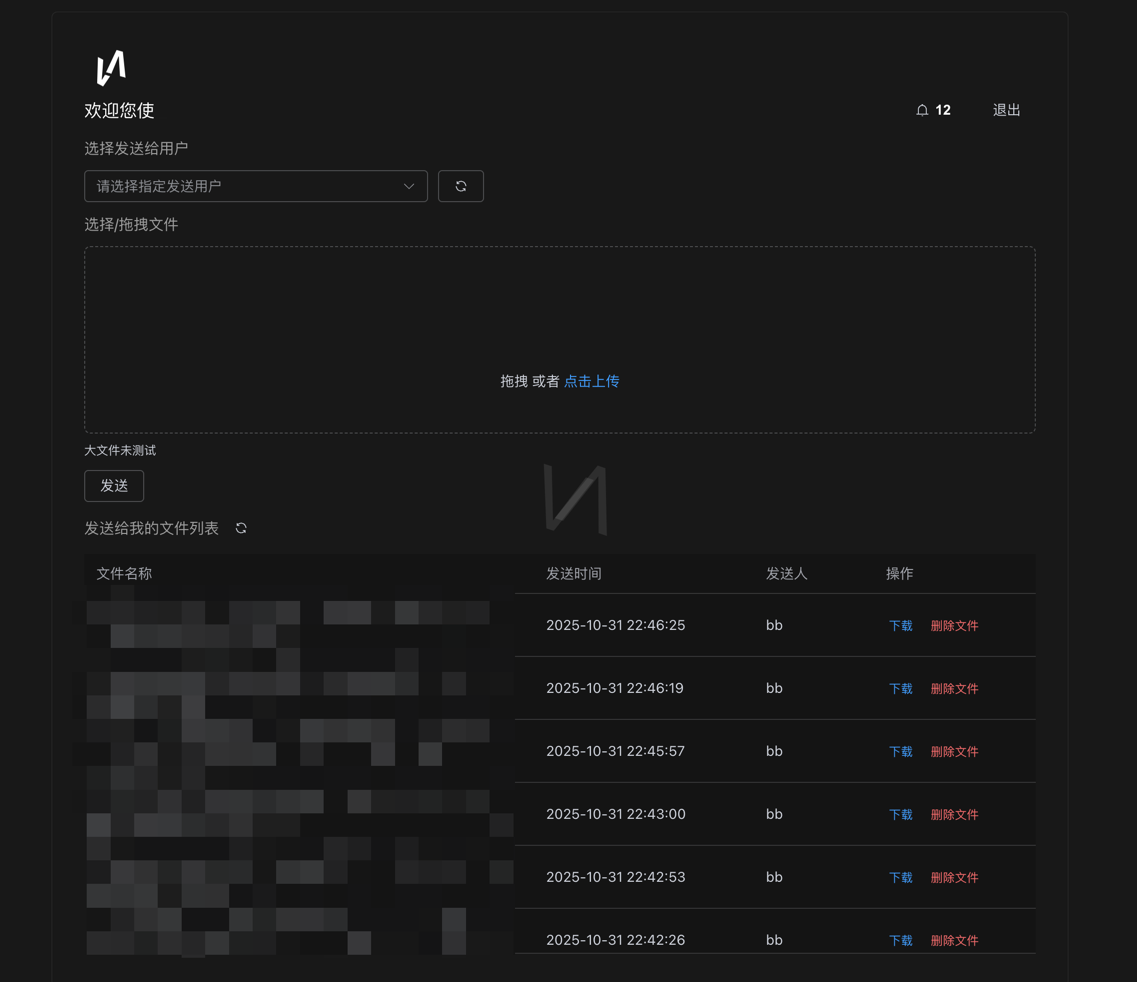 欢迎您使
12 退出
选择发送给用户
请选择指定发送用户
选择/拖拽文件
拖拽 或者 点击上传
大文件未测试
发送
发送给我的文件列表
文件名称 发送时间 发送人 操作
2025-10-31 22:46:25 bb 下载 删除文件
2025-10-31 22:46:19 bb 下载 删除文件
2025-10-31 22:45:57 bb 下载 删除文件
2025-10-31 22:43:00 bb 下载 删除文件
2025-10-31 22:42:53 bb 下载 删除文件
2025-10-31 22:42:26 bb 下载 删除文件